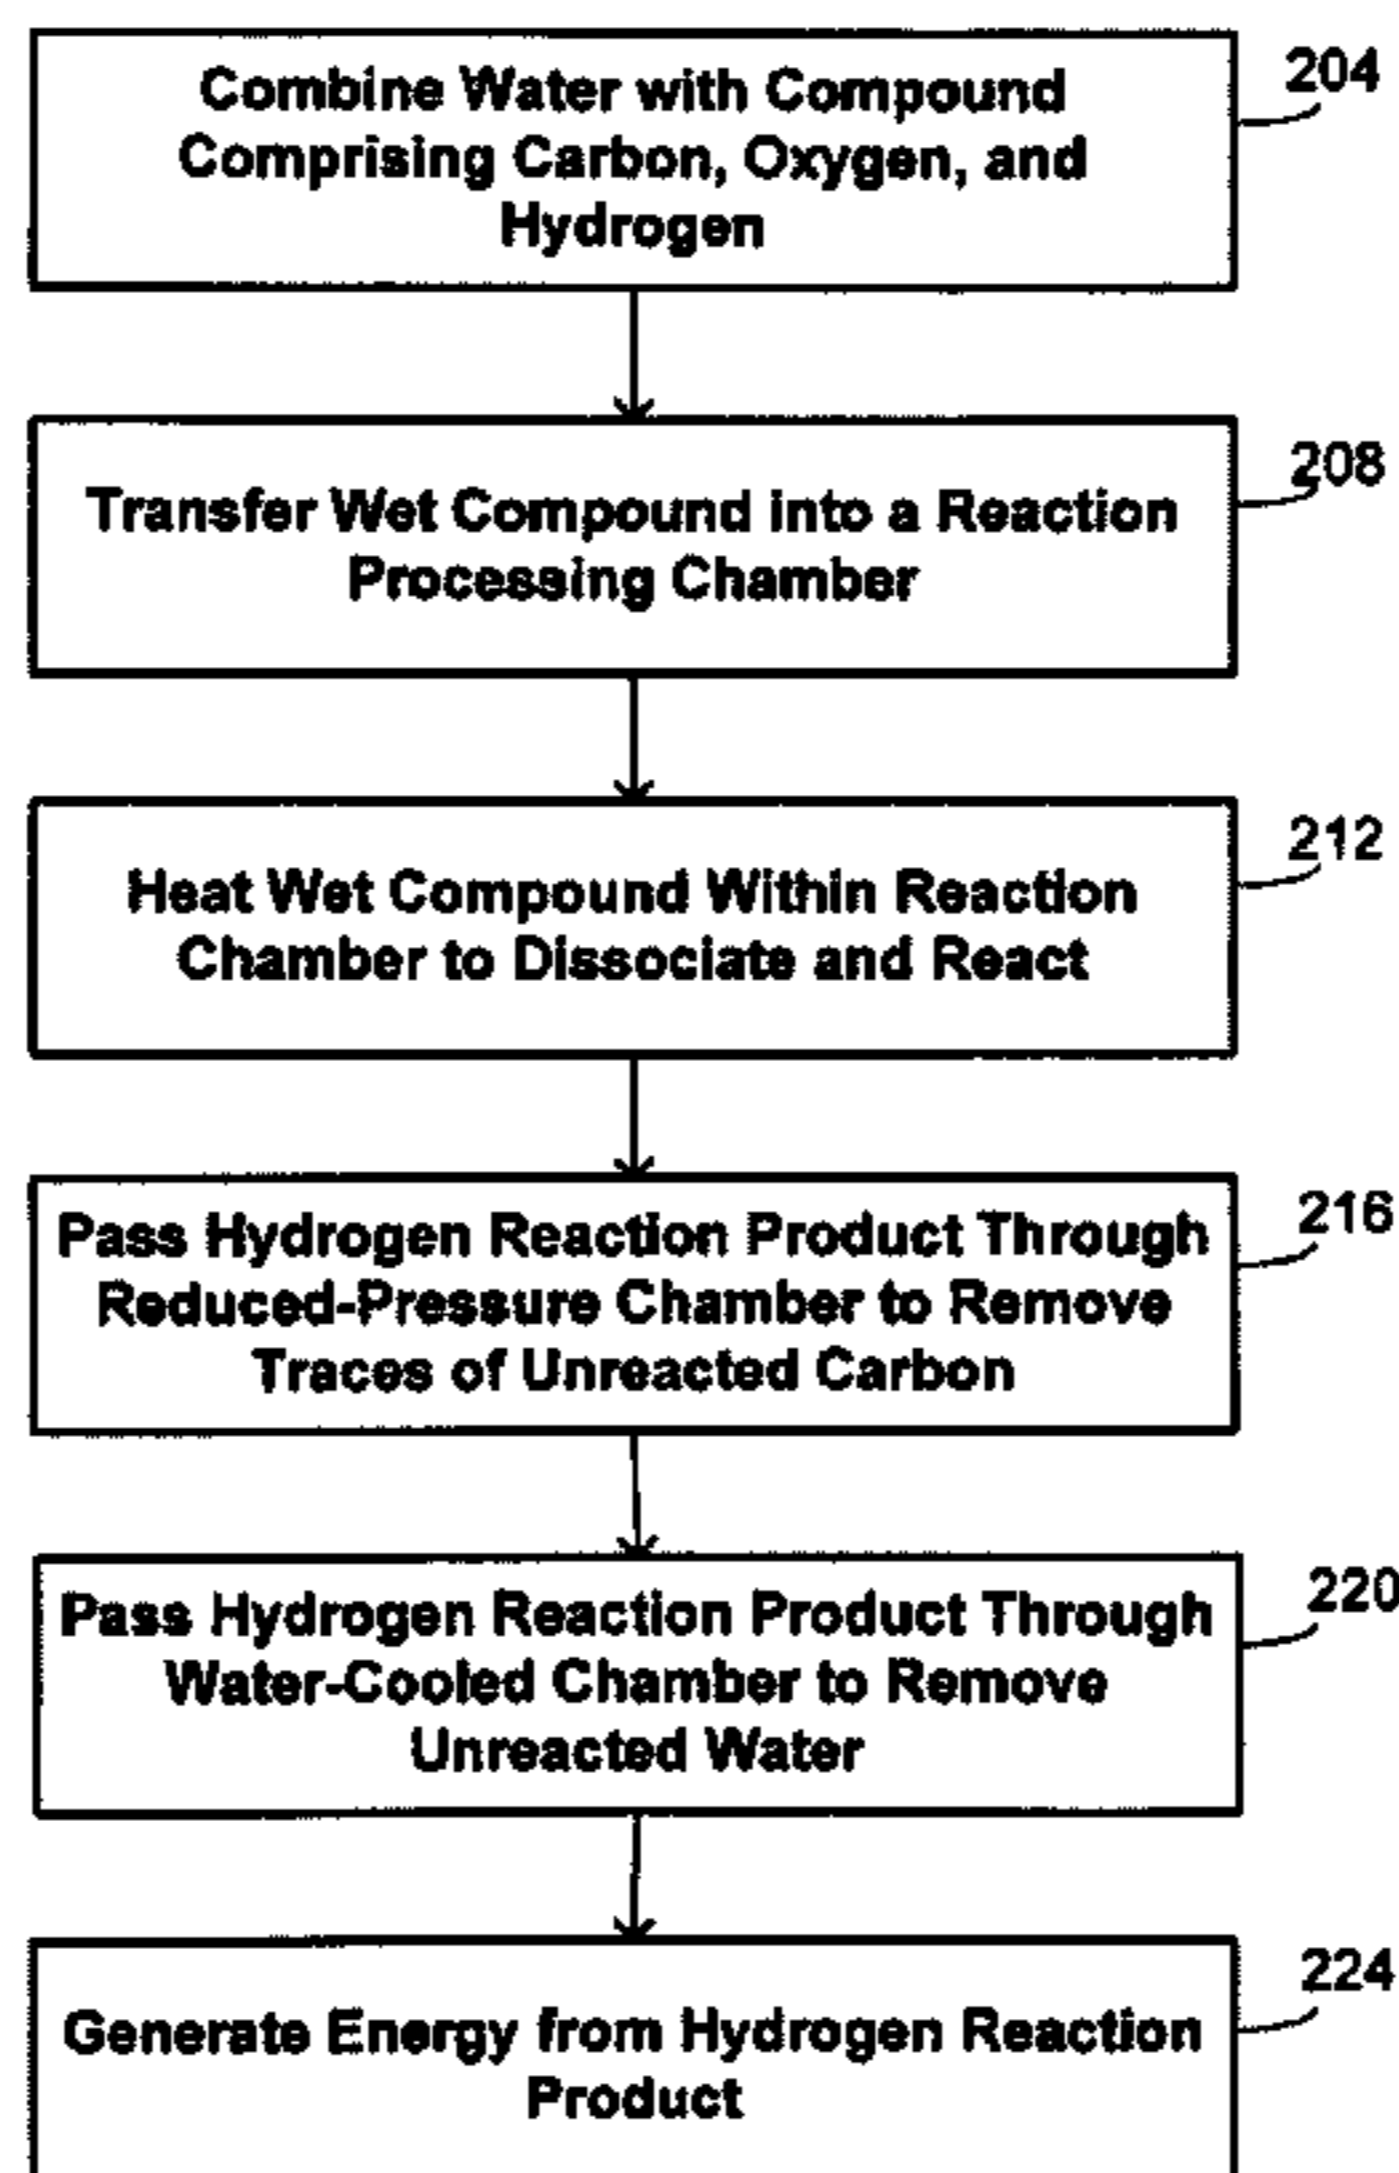 Combine Water with Compound
Comprising Carbon, Oxygen, and
Hydrogen
204
Transfer Wet Compound into a Reaction
Processing Chamber
208
Heat Wet Compound Within Reaction
Chamber to Dissociate and React
212
Pass Hydrogen Reaction Product Through
Reduced-Pressure Chamber to Remove
Traces of Unreacted Carbon
216
Pass Hydrogen Reaction Product Through
Water-Cooled Chamber to Remove
Unreacted Water
220
Generate Energy from Hydrogen Reaction
Product
224